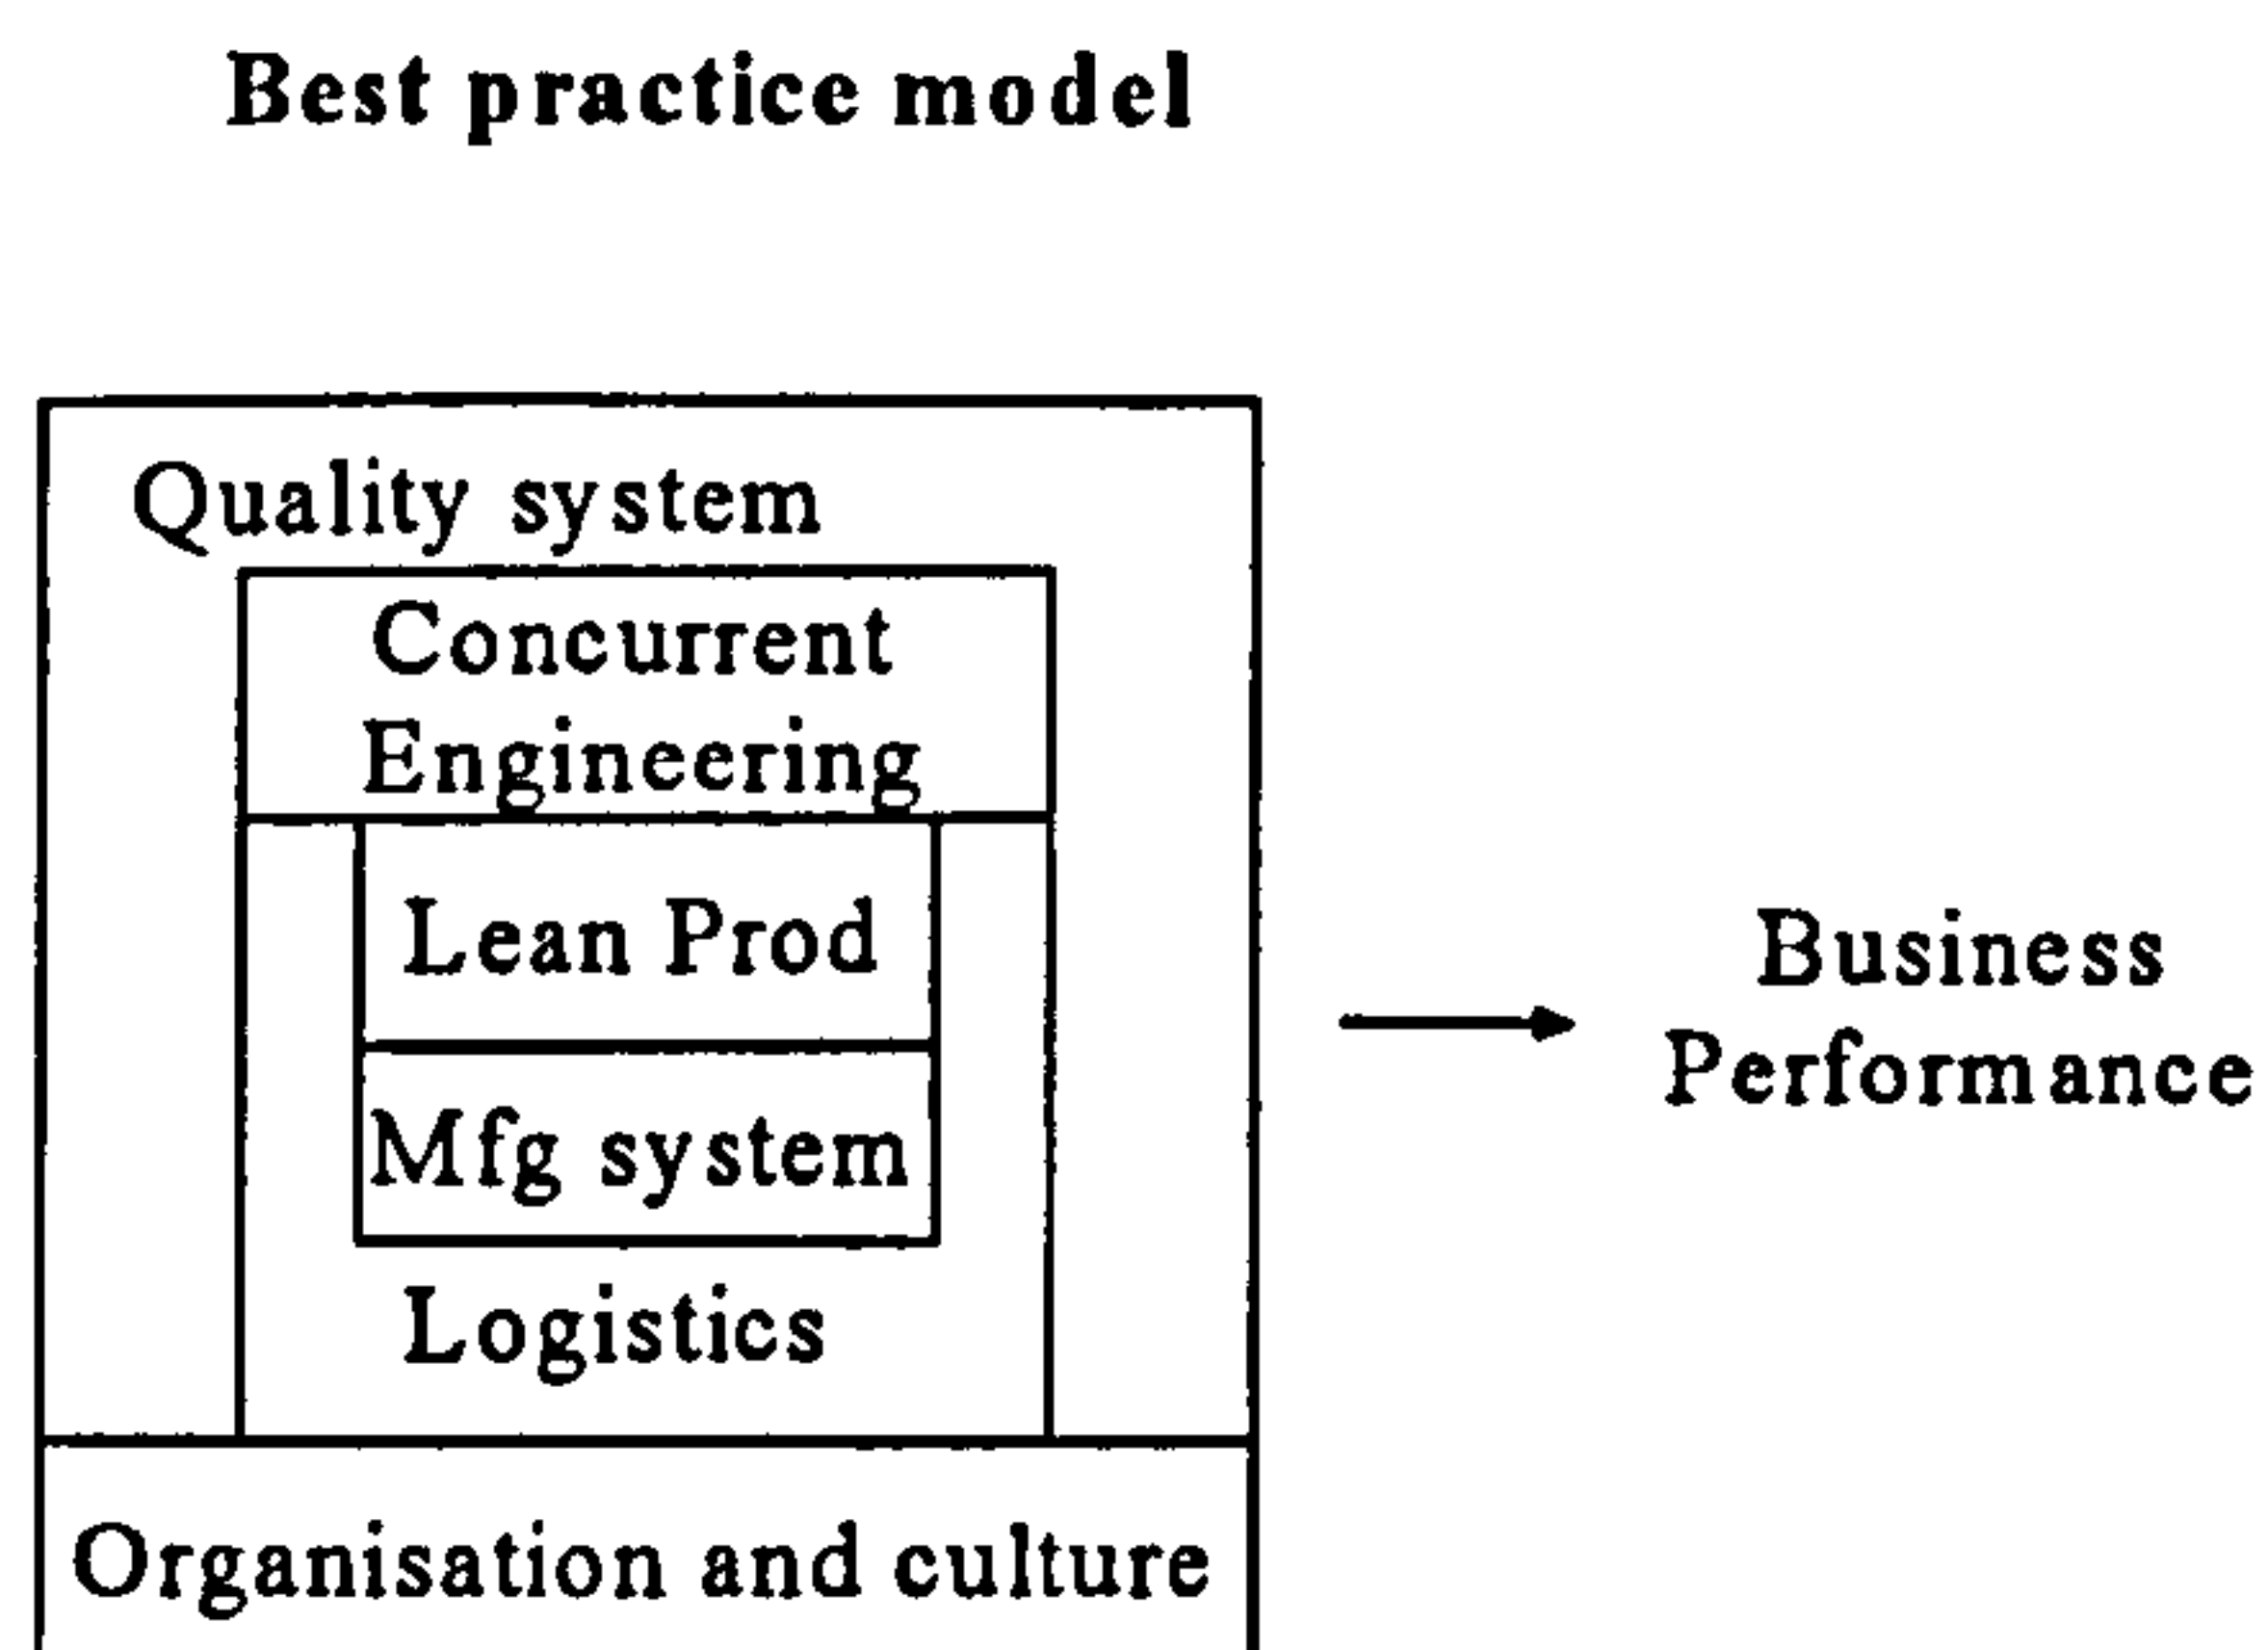 Best practice model
Quality system
Concurrent
Engineering
Lean Prod
Mfg system
Logistics
Organisation and culture
Business
Performance